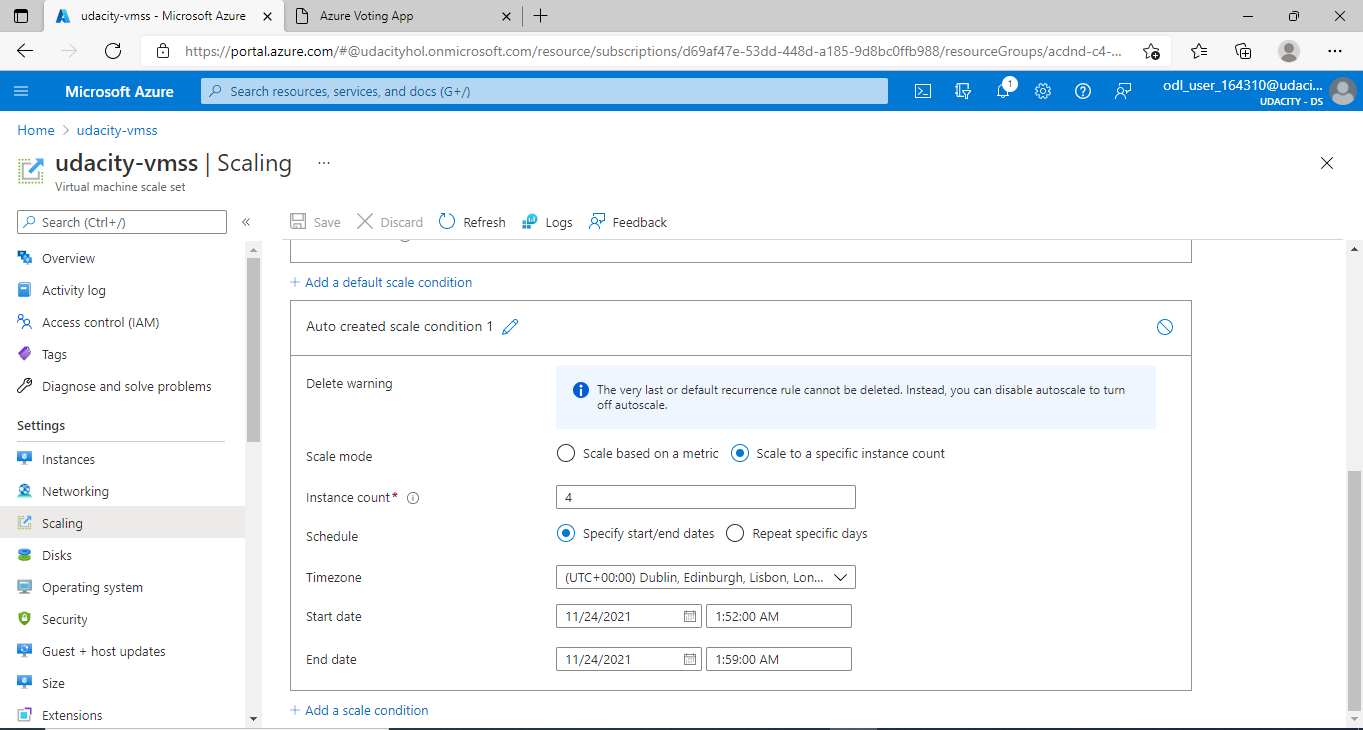 udacity-vmss - Microsoft Azure
Azure Voting App
https://portal.azure.com/#@udacityhol.onmicrosoft.com/resource/subscriptions/d69af47e-53dd-448d-a185-9d8bc0ffb988/resourceGroups/acdnd-c4-...
Microsoft Azure
Search resources, services, and docs (G+/)
1
odl_user_164310@udaci...
UDACITY - DS
Home > udacity-vmss
udacity-vmss | Scaling ...
Virtual machine scale set
Search (Ctrl+/)
«
Save
Discard
Refresh
Logs
Feedback
Overview
Activity log
Access control (IAM)
Tags
Diagnose and solve problems
Settings
Instances
Networking
Scaling
Disks
Operating system
Security
Guest + host updates
Size
Extensions
+ Add a default scale condition
Auto created scale condition 1
Delete warning
The very last or default recurrence rule cannot be deleted. Instead, you can disable autoscale to turn
off autoscale.
Scale mode
Scale based on a metric
Scale to a specific instance count
Instance count*
4
Schedule
Specify start/end dates
Repeat specific days
Timezone
(UTC+00:00) Dublin, Edinburgh, Lisbon, Lon...
Start date
11/24/2021
1:52:00 AM
End date
11/24/2021
1:59:00 AM
+ Add a scale condition